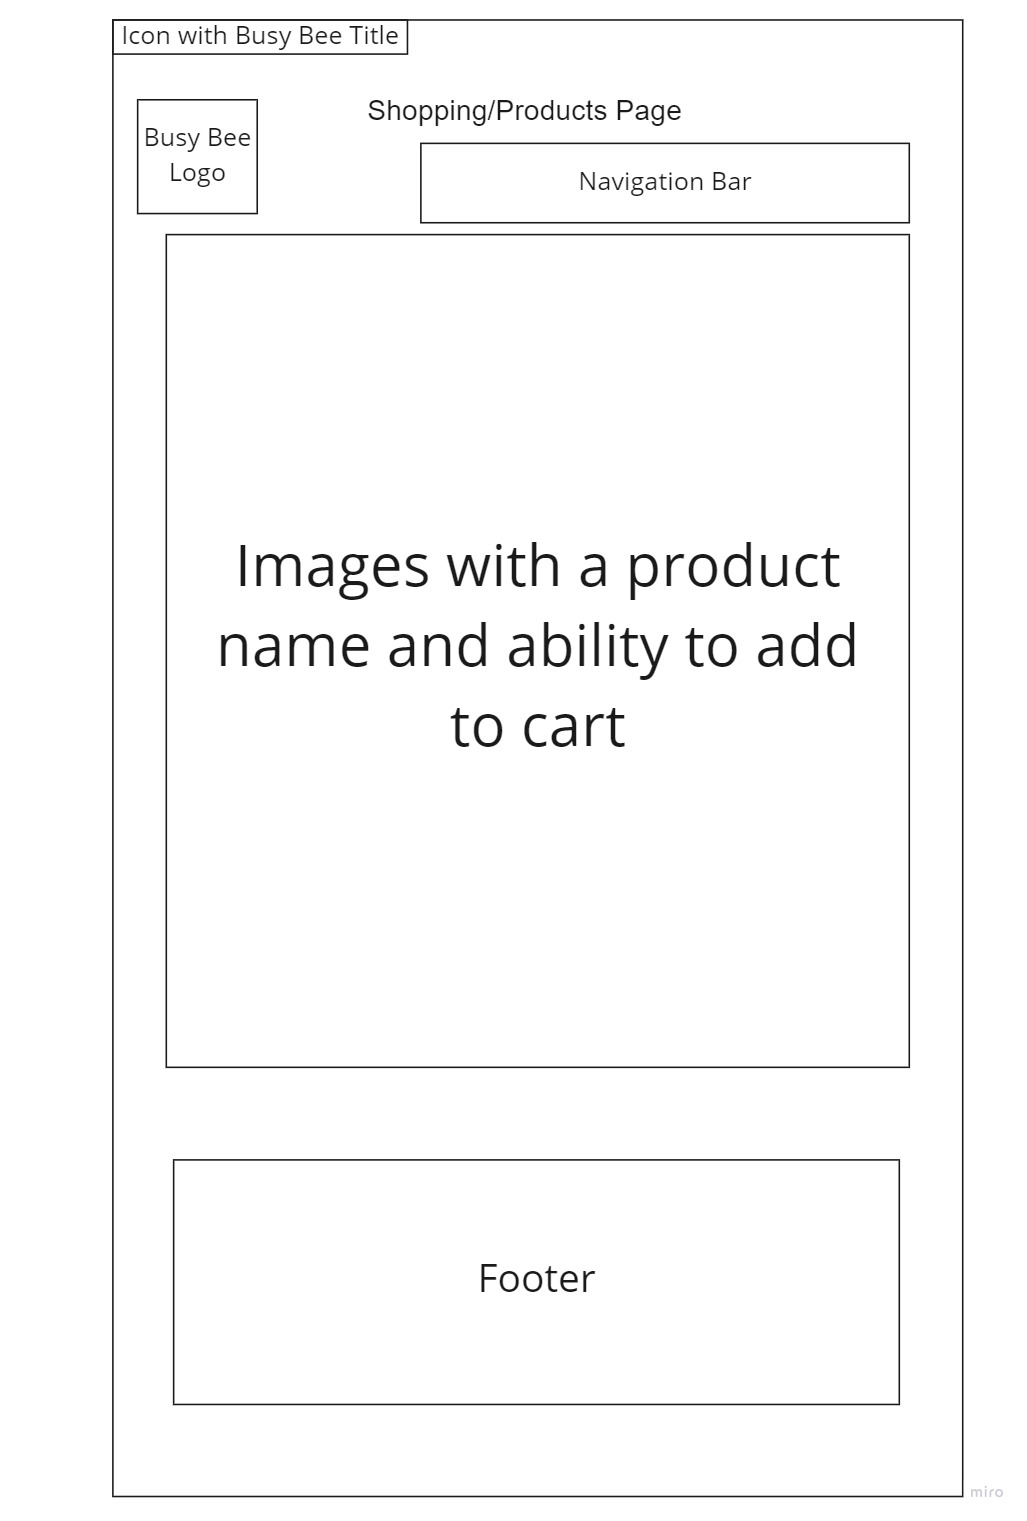 Icon with Busy Bee Title
Shopping/Products Page
Busy Bee
Logo
Navigation Bar
Images with a product
name and ability to add
to cart
Footer
miro